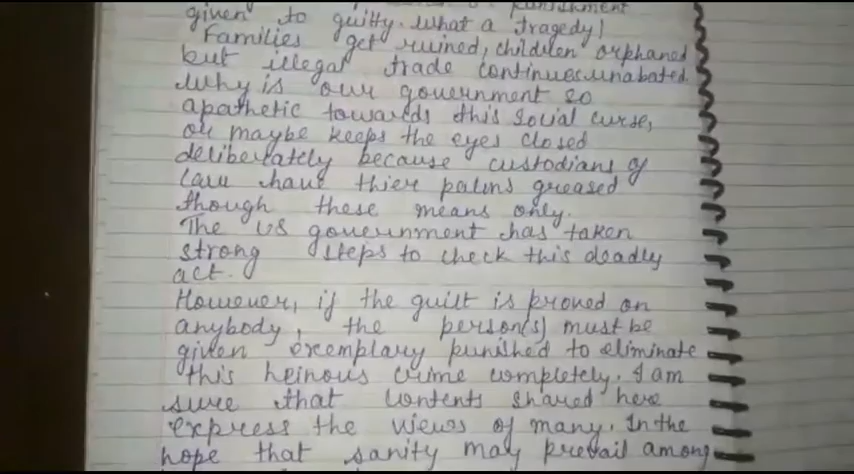 punishment
given to guilty. What a tragedy!
Families get ruined, children orphaned
but illegal trade continues unabated
Why is our government so
apathetic towards this social curse,
or maybe keeps the eyes closed
deliberately because custodians of
law have thier palms greased
though these means only.
The US government has taken
strong steps to check this deadly
act.
However, if the guilt is proved on
anybody, the person(s) must be
given exemplary punished to eliminate
this heinous crime completely. I am
sure that contents shared here
express the views of many. In the
hope that sanity may prevail among